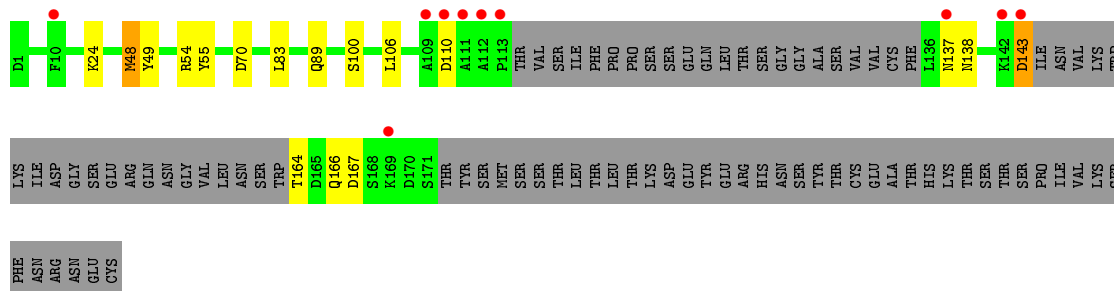 D1 F10 K24 M48 Y49 R54 Y55 D70 L83 Q89 S100 L106 A109 D110 A111 A112 P113 THR VAL SER ILE PHE PRO PRO SER SER GLU GLN LEU THR SER GLY GLY ALA SER VAL VAL CYS PHE L136 N137 N138 K142 D143 ILE ASN VAL LYS TRP
LYS ILE ASP GLY SER GLU ARG GLN ASN GLY VAL LEU ASN SER TRP T164 D165 Q166 D167 S168 K169 D170 S171 THR TYR SER MET SER SER THR LEU THR LEU THR LYS ASP GLU TYR GLU ARG HIS ASN SER TYR THR CYS GLU ALA THR HIS LYS THR SER THR SER PRO ILE VAL LYS SER
PHE ASN ARG ASN GLU CYS